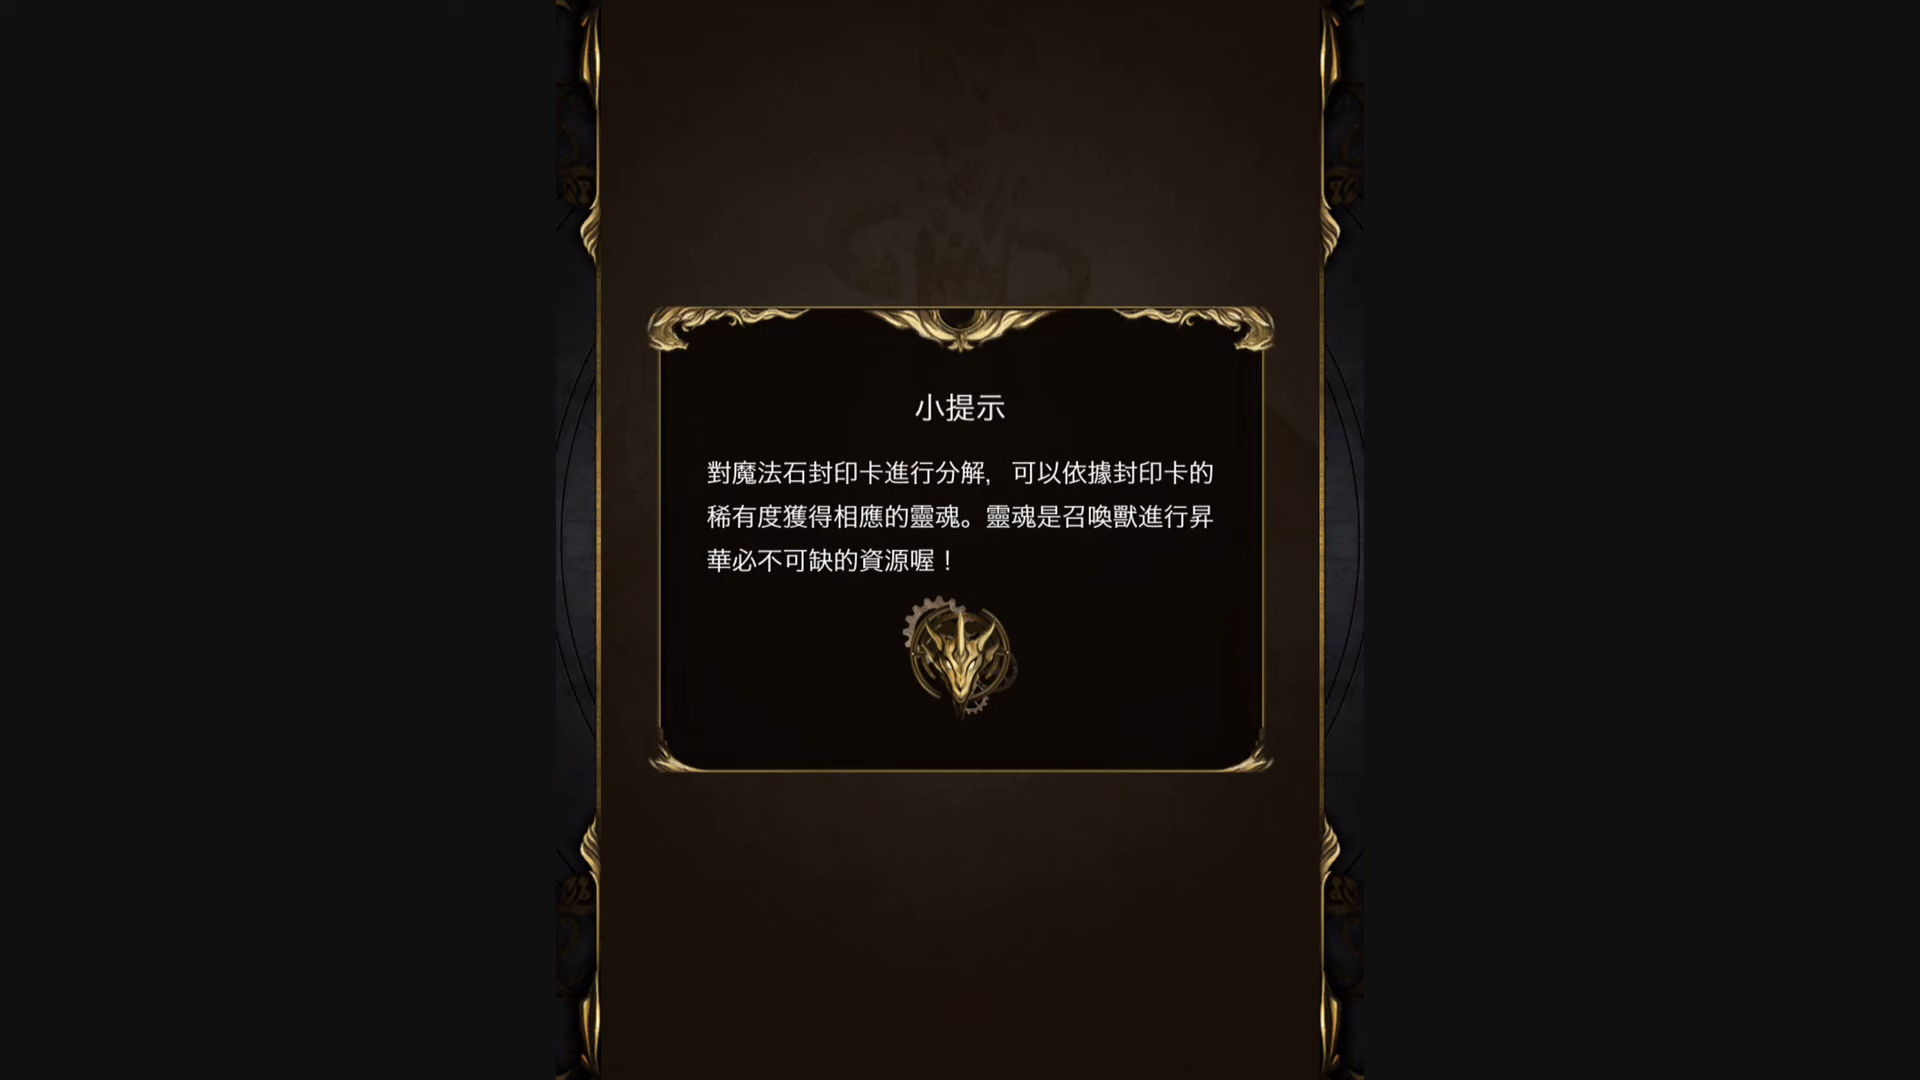 小提示
對魔法石封印卡進行分解, 可以依據封印卡的
稀有度獲得相應的靈魂。靈魂是召喚獸進行昇
華必不可缺的資源喔！